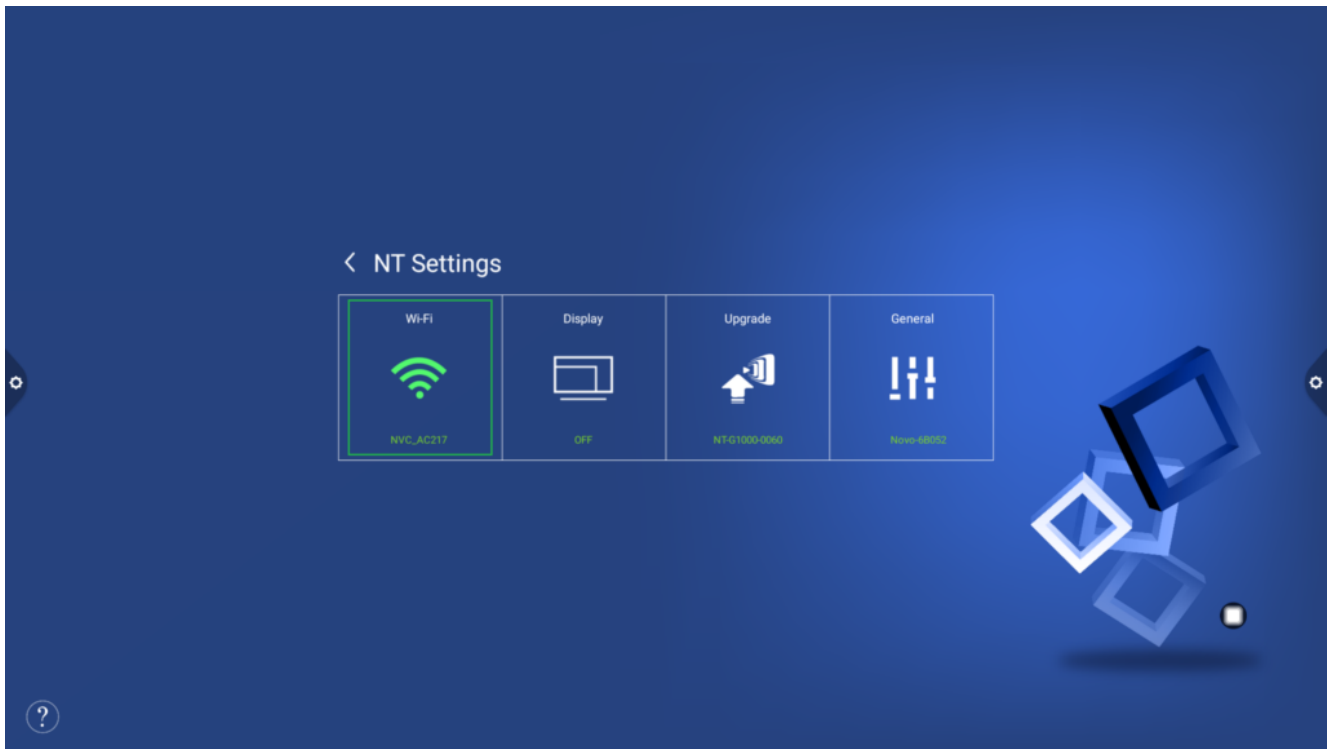 NT Settings
Wi-Fi
Display
Upgrade
General
NVC_AC217
OFF
NT-G1000-0060
Novo-6B052
?